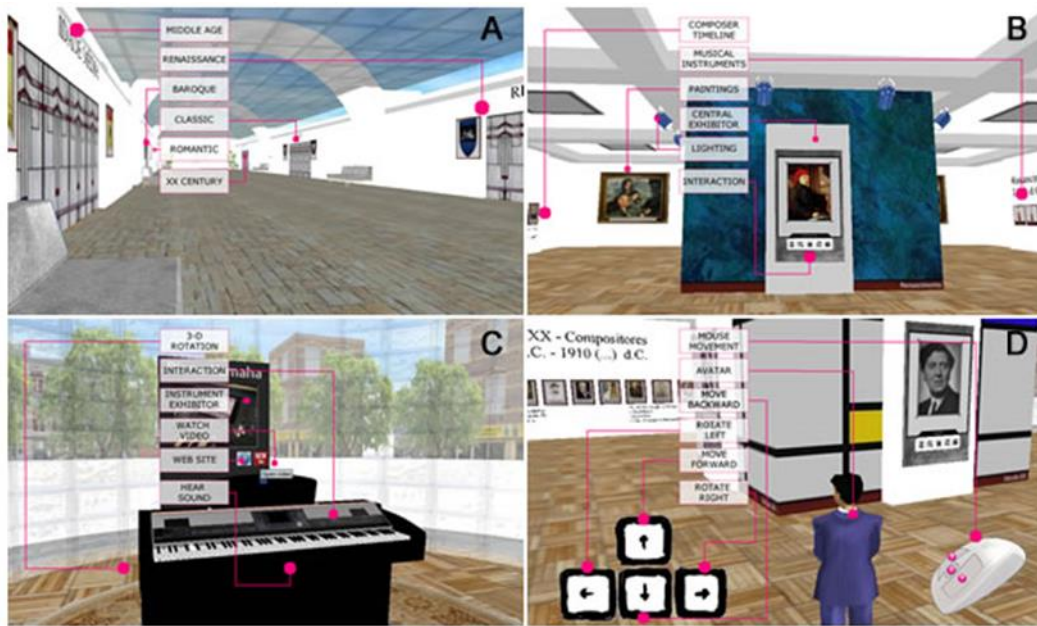 A
MIDDLE AGE
RENAISSANCE
BAROQUE
CLASSIC
ROMANTIC
XX CENTURY
B
COMPOSER
TIMELINE
MUSICAL
INSTRUMENTS
PAINTINGS
CENTRAL
EXHIBITOR
LIGHTING
INTERACTION
C
3-D
ROTATION
INTERACTION
INSTRUMENT
EXHIBITOR
WATCH
VIDEO
WEB SITE
HEAR
SOUND
maha
D
XX - Compositores
.C. - 1910 (...) d.C.
MOUSE
MOVEMENT
AVATAR
MOVE
BACKWARD
ROTATE
LEFT
MOVE
FORWARD
ROTATE
RIGHT